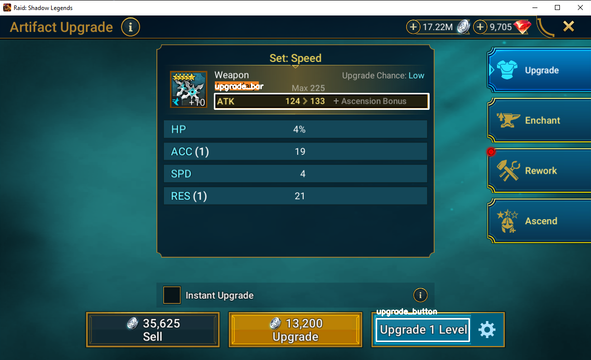 Raid: Shadow Legends
Artifact Upgrade
17.22M
9,705
Set: Speed
Weapon
Upgrade Chance: Low
upgrade_bar
Max 225
+10
ATK 124 > 133 + Ascension Bonus
HP 4%
ACC (1) 19
SPD 4
RES (1) 21
Upgrade
Enchant
Rework
Ascend
Instant Upgrade
35,625
Sell
13,200
Upgrade
upgrade_button
Upgrade 1 Level